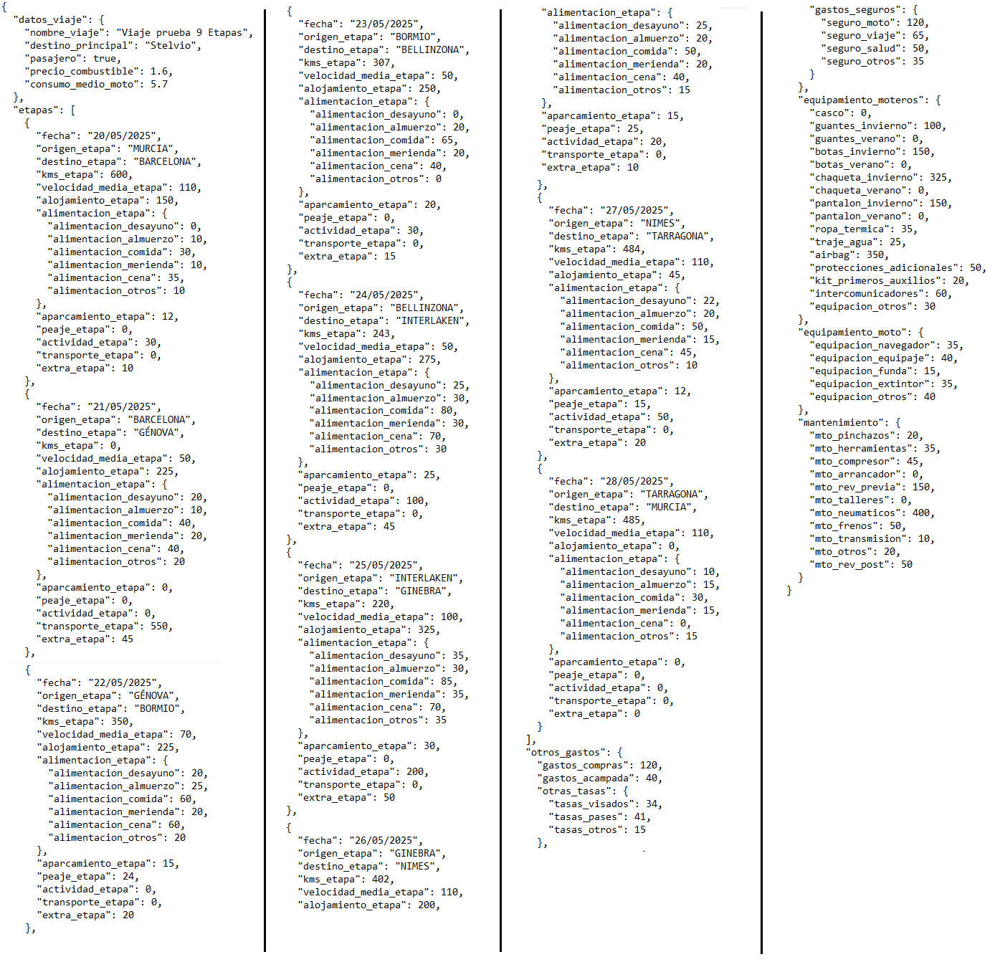 {
  "datos_viaje": {
    "nombre_viaje": "Viaje prueba 9 Etapas",
    "destino_principal": "Stelvio",
    "pasajero": true,
    "precio_combustible": 1.6,
    "consumo_medio_moto": 5.7
  },
  "etapas": [
    {
      "fecha": "20/05/2025",
      "origen_etapa": "MURCIA",
      "destino_etapa": "BARCELONA",
      "kms_etapa": 600,
      "velocidad_media_etapa": 110,
      "alojamiento_etapa": 150,
      "alimentacion_etapa": {
        "alimentacion_desayuno": 0,
        "alimentacion_almuerzo": 10,
        "alimentacion_comida": 30,
        "alimentacion_merienda": 10,
        "alimentacion_cena": 35,
        "alimentacion_otros": 10
      },
      "aparcamiento_etapa": 12,
      "peaje_etapa": 0,
      "actividad_etapa": 30,
      "transporte_etapa": 0,
      "extra_etapa": 10
    },
    {
      "fecha": "21/05/2025",
      "origen_etapa": "BARCELONA",
      "destino_etapa": "GÉNOVA",
      "kms_etapa": 0,
      "velocidad_media_etapa": 50,
      "alojamiento_etapa": 225,
      "alimentacion_etapa": {
        "alimentacion_desayuno": 20,
        "alimentacion_almuerzo": 10,
        "alimentacion_comida": 40,
        "alimentacion_merienda": 20,
        "alimentacion_cena": 40,
        "alimentacion_otros": 20
      },
      "aparcamiento_etapa": 0,
      "peaje_etapa": 0,
      "actividad_etapa": 0,
      "transporte_etapa": 550,
      "extra_etapa": 45
    },
    {
      "fecha": "22/05/2025",
      "origen_etapa": "GÉNOVA",
      "destino_etapa": "BORMIO",
      "kms_etapa": 350,
      "velocidad_media_etapa": 70,
      "alojamiento_etapa": 225,
      "alimentacion_etapa": {
        "alimentacion_desayuno": 20,
        "alimentacion_almuerzo": 25,
        "alimentacion_comida": 60,
        "alimentacion_merienda": 20,
        "alimentacion_cena": 60,
        "alimentacion_otros": 20
      },
      "aparcamiento_etapa": 15,
      "peaje_etapa": 24,
      "actividad_etapa": 0,
      "transporte_etapa": 0,
      "extra_etapa": 20
    },
    {
      "fecha": "23/05/2025",
      "origen_etapa": "BORMIO",
      "destino_etapa": "BELLINZONA",
      "kms_etapa": 307,
      "velocidad_media_etapa": 50,
      "alojamiento_etapa": 250,
      "alimentacion_etapa": {
        "alimentacion_desayuno": 0,
        "alimentacion_almuerzo": 20,
        "alimentacion_comida": 65,
        "alimentacion_merienda": 20,
        "alimentacion_cena": 40,
        "alimentacion_otros": 0
      },
      "aparcamiento_etapa": 20,
      "peaje_etapa": 0,
      "actividad_etapa": 30,
      "transporte_etapa": 0,
      "extra_etapa": 15
    },
    {
      "fecha": "24/05/2025",
      "origen_etapa": "BELLINZONA",
      "destino_etapa": "INTERLAKEN",
      "kms_etapa": 243,
      "velocidad_media_etapa": 50,
      "alojamiento_etapa": 275,
      "alimentacion_etapa": {
        "alimentacion_desayuno": 25,
        "alimentacion_almuerzo": 30,
        "alimentacion_comida": 80,
        "alimentacion_merienda": 30,
        "alimentacion_cena": 70,
        "alimentacion_otros": 30
      },
      "aparcamiento_etapa": 25,
      "peaje_etapa": 0,
      "actividad_etapa": 100,
      "transporte_etapa": 0,
      "extra_etapa": 45
    },
    {
      "fecha": "25/05/2025",
      "origen_etapa": "INTERLAKEN",
      "destino_etapa": "GINEBRA",
      "kms_etapa": 220,
      "velocidad_media_etapa": 100,
      "alojamiento_etapa": 325,
      "alimentacion_etapa": {
        "alimentacion_desayuno": 35,
        "alimentacion_almuerzo": 30,
        "alimentacion_comida": 85,
        "alimentacion_merienda": 35,
        "alimentacion_cena": 70,
        "alimentacion_otros": 35
      },
      "aparcamiento_etapa": 30,
      "peaje_etapa": 0,
      "actividad_etapa": 200,
      "transporte_etapa": 0,
      "extra_etapa": 50
    },
    {
      "fecha": "26/05/2025",
      "origen_etapa": "GINEBRA",
      "destino_etapa": "NIMES",
      "kms_etapa": 402,
      "velocidad_media_etapa": 110,
      "alojamiento_etapa": 200,
      "alimentacion_etapa": {
        "alimentacion_desayuno": 25,
        "alimentacion_almuerzo": 20,
        "alimentacion_comida": 50,
        "alimentacion_merienda": 20,
        "alimentacion_cena": 40,
        "alimentacion_otros": 15
      },
      "aparcamiento_etapa": 15,
      "peaje_etapa": 25,
      "actividad_etapa": 20,
      "transporte_etapa": 0,
      "extra_etapa": 10
    },
    {
      "fecha": "27/05/2025",
      "origen_etapa": "NIMES",
      "destino_etapa": "TARRAGONA",
      "kms_etapa": 484,
      "velocidad_media_etapa": 110,
      "alojamiento_etapa": 45,
      "alimentacion_etapa": {
        "alimentacion_desayuno": 22,
        "alimentacion_almuerzo": 20,
        "alimentacion_comida": 50,
        "alimentacion_merienda": 15,
        "alimentacion_cena": 45,
        "alimentacion_otros": 10
      },
      "aparcamiento_etapa": 12,
      "peaje_etapa": 15,
      "actividad_etapa": 50,
      "transporte_etapa": 0,
      "extra_etapa": 20
    },
    {
      "fecha": "28/05/2025",
      "origen_etapa": "TARRAGONA",
      "destino_etapa": "MURCIA",
      "kms_etapa": 485,
      "velocidad_media_etapa": 110,
      "alojamiento_etapa": 0,
      "alimentacion_etapa": {
        "alimentacion_desayuno": 10,
        "alimentacion_almuerzo": 15,
        "alimentacion_comida": 30,
        "alimentacion_merienda": 15,
        "alimentacion_cena": 0,
        "alimentacion_otros": 15
      },
      "aparcamiento_etapa": 0,
      "peaje_etapa": 0,
      "actividad_etapa": 0,
      "transporte_etapa": 0,
      "extra_etapa": 0
    }
  ],
  "otros_gastos": {
    "gastos_compras": 120,
    "gastos_acampada": 40,
    "otras_tasas": {
      "tasas_visados": 34,
      "tasas_pases": 41,
      "tasas_otros": 15
    },
    "gastos_seguros": {
      "seguro_moto": 120,
      "seguro_viaje": 65,
      "seguro_salud": 50,
      "seguro_otros": 35
    }
  },
  "equipamiento_moteros": {
    "casco": 0,
    "guantes_invierno": 100,
    "guantes_verano": 0,
    "botas_invierno": 150,
    "botas_verano": 0,
    "chaqueta_invierno": 325,
    "chaqueta_verano": 0,
    "pantalon_invierno": 150,
    "pantalon_verano": 0,
    "ropa_termica": 35,
    "traje_agua": 25,
    "airbag": 350,
    "protecciones_adicionales": 50,
    "kit_primeros_auxilios": 20,
    "intercomunicadores": 60,
    "equipacion_otros": 30
  },
  "equipamiento_moto": {
    "equipacion_navegador": 35,
    "equipacion_equipaje": 40,
    "equipacion_funda": 15,
    "equipacion_extintor": 35,
    "equipacion_otros": 40
  },
  "mantenimiento": {
    "mto_pinchazos": 20,
    "mto_herramientas": 35,
    "mto_compresor": 45,
    "mto_arrancador": 0,
    "mto_rev_previa": 150,
    "mto_talleres": 0,
    "mto_neumaticos": 400,
    "mto_frenos": 50,
    "mto_transmision": 10,
    "mto_otros": 20,
    "mto_rev_post": 50
  }
}